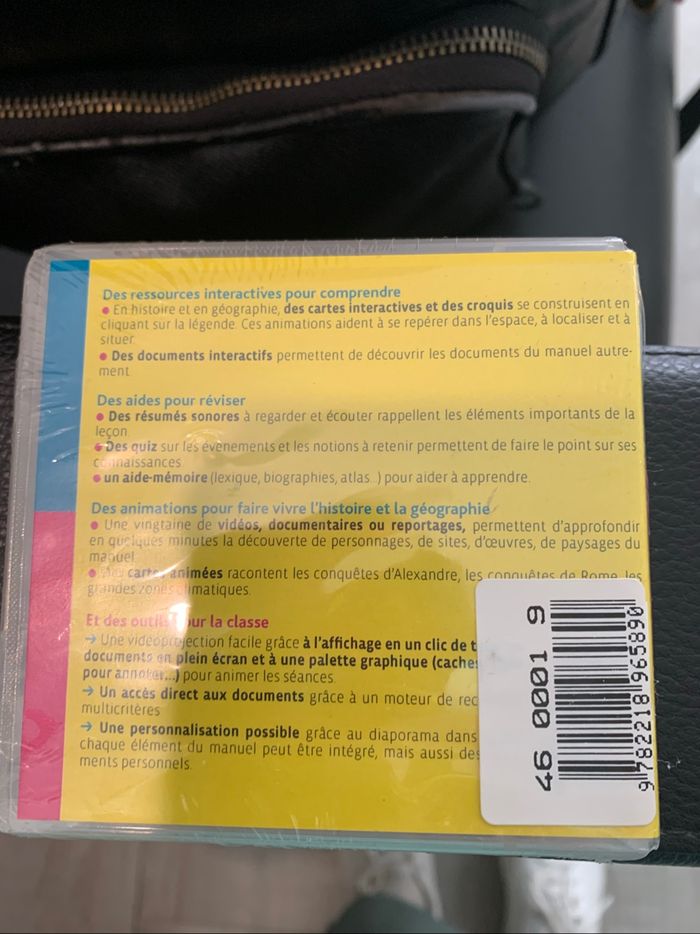 Des ressources interactives pour comprendre
• En histoire et en géographie, des cartes interactives et des croquis se construisent en
cliquant sur la légende. Ces animations aident à se repérer dans l'espace, à localiser et à
situer.
• Des documents interactifs permettent de découvrir les documents du manuel autre-
ment.
Des aides pour réviser
• Des résumés sonores à regarder et écouter rappellent les éléments importants de la
leçon.
• Des quiz sur les évènements et les notions à retenir permettent de faire le point sur ses
connaissances.
• un aide-mémoire (lexique, biographies, atlas...) pour aider à apprendre.
Des animations pour faire vivre l'histoire et la géographie
• Une vingtaine de vidéos, documentaires ou reportages, permettent d'approfondir
en quelques minutes la découverte de personnages, de sites, d'œuvres, de paysages du
manuel.
• cartes animées racontent les conquêtes d'Alexandre, les conquêtes de Rome, les
grandes zones climatiques.
Et des outils pour la classe
→ Une vidéoprojection facile grâce à l'affichage en un clic de t
documents en plein écran et à une palette graphique (cache
pour annoter...) pour animer les séances.
→ Un accès direct aux documents grâce à un moteur de rec
multicritères.
→ Une personnalisation possible grâce au diaporama dans
chaque élément du manuel peut être intégré, mais aussi des
ments personnels.
46 0001 9
9 782218 965890